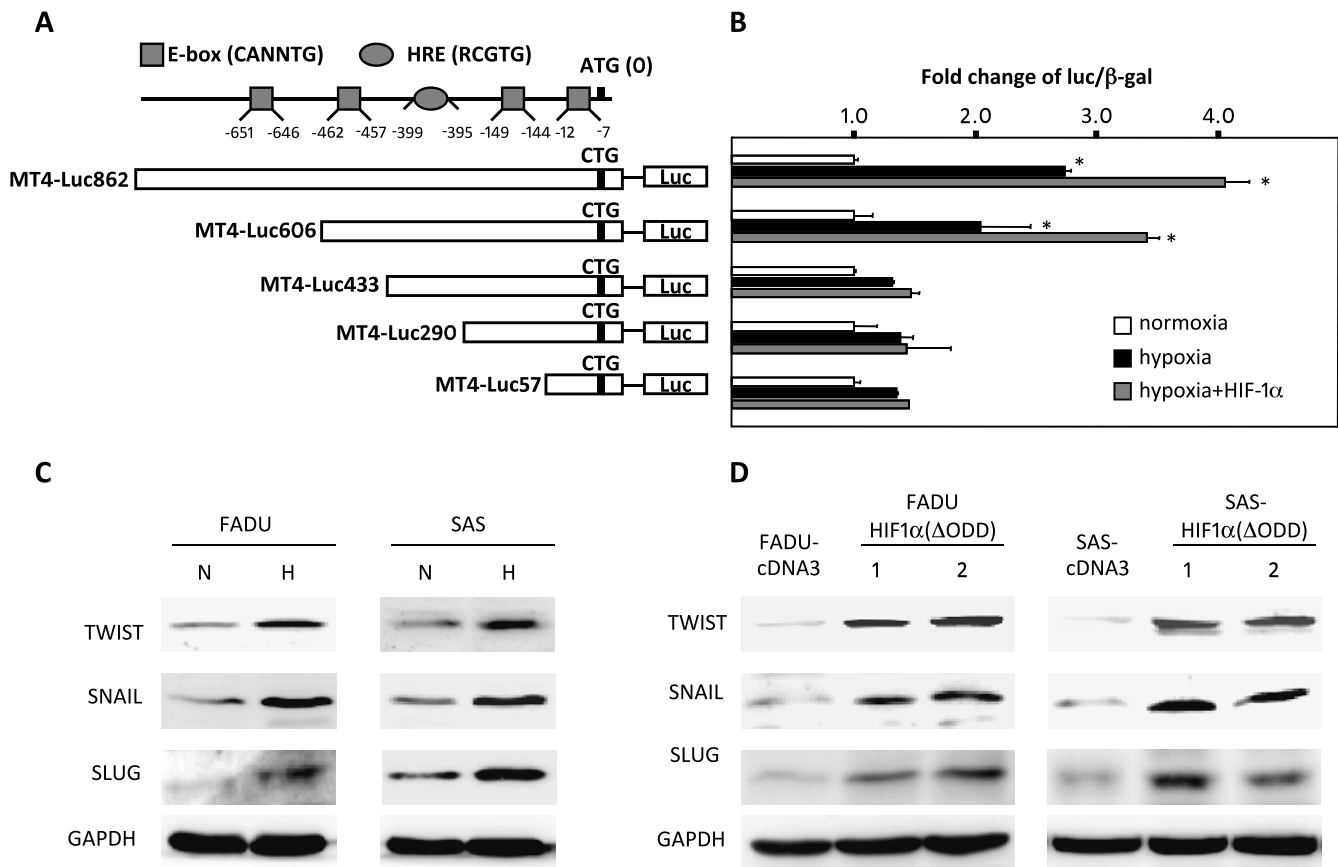 A
E-box (CANNTG)
HRE (RCGTG)
ATG (0)
-651 -646 -462 -457 -399 -395 -149 -144 -12 -7
CTG
MT4-Luc862
Luc
CTG
MT4-Luc606
Luc
CTG
MT4-Luc433
Luc
CTG
MT4-Luc290
Luc
CTG
MT4-Luc57
Luc
B
Fold change of luc/β-gal
1.0 2.0 3.0 4.0
*
*
*
*
normoxia
hypoxia
hypoxia+HIF-1α
C
FADU SAS
N H N H
TWIST
SNAIL
SLUG
GAPDH
D
FADU-
cDNA3
FADU
HIF1α(ΔODD)
1 2
SAS-
cDNA3
SAS-
HIF1α(ΔODD)
1 2
TWIST
SNAIL
SLUG
GAPDH